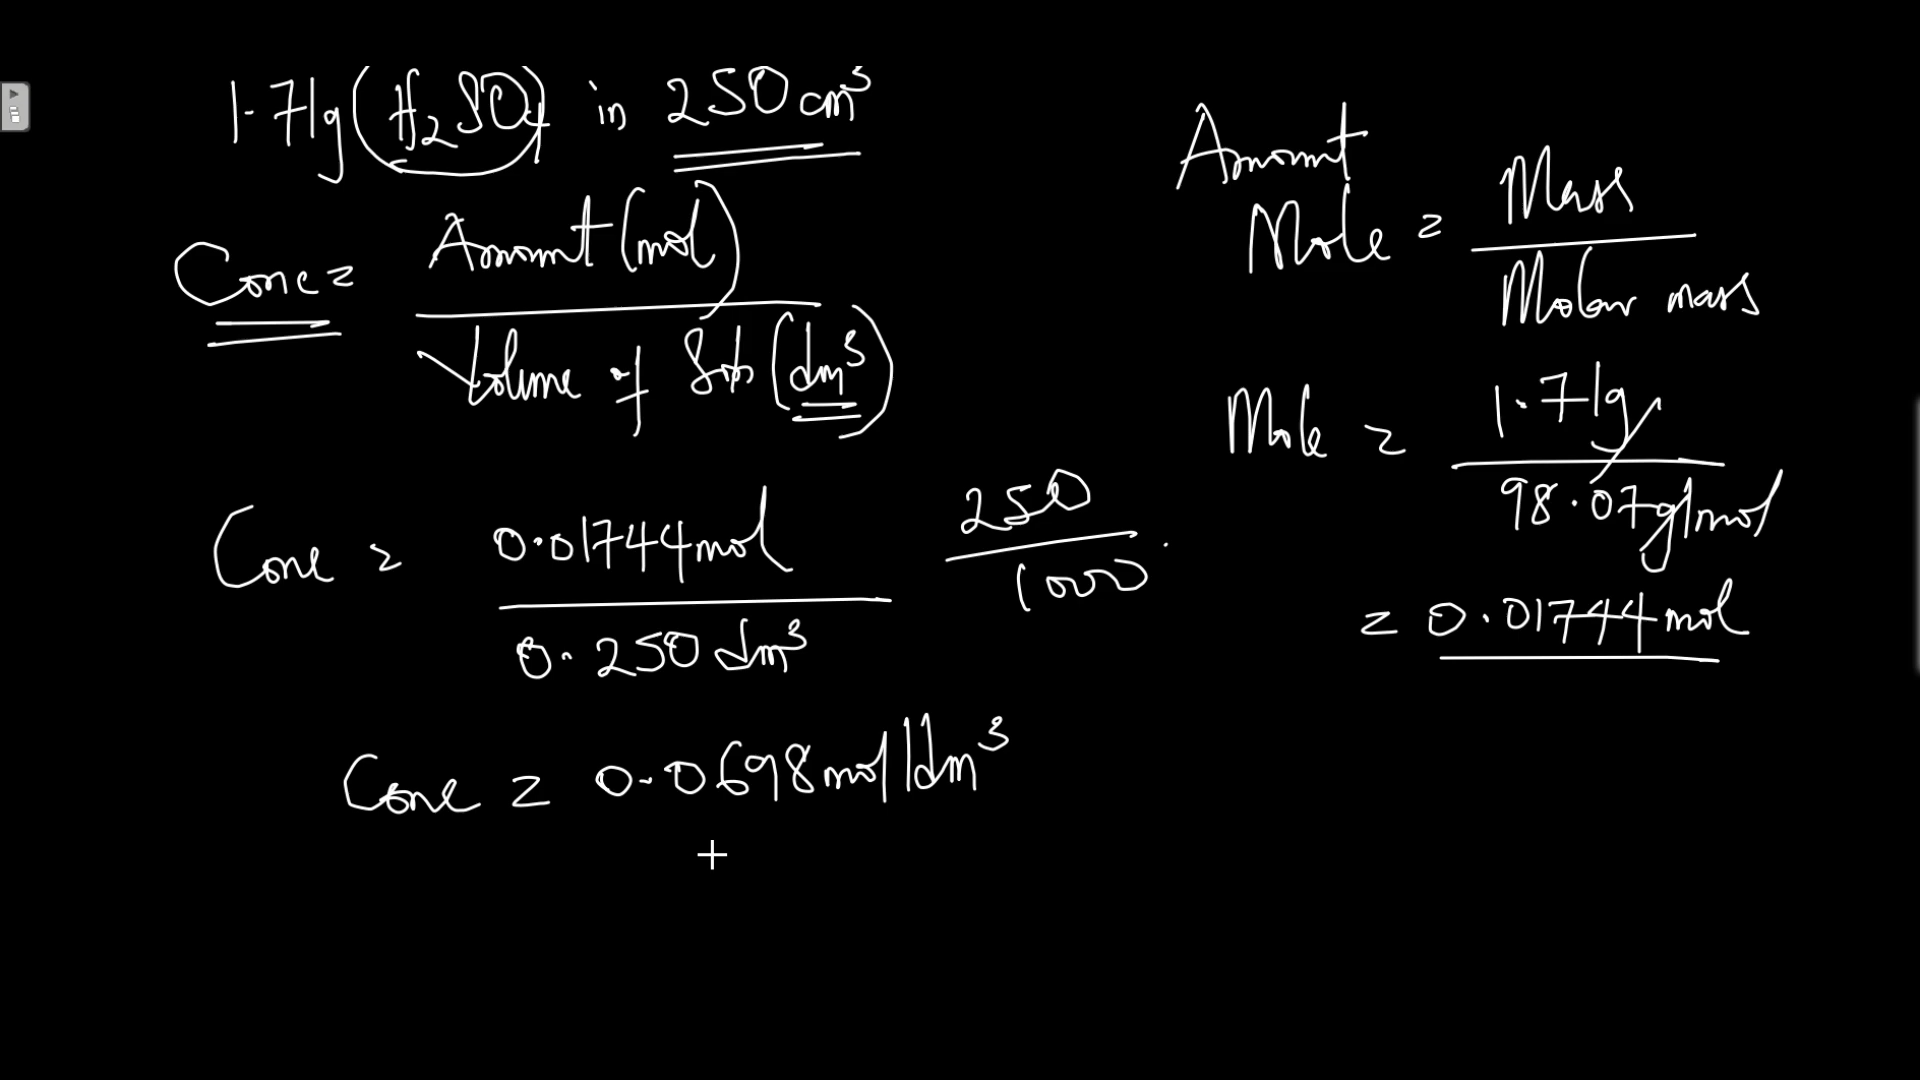 1.71g (H₂SO₄) in 250cm³
Conc = Amount (mol) / Volume of Soln (dm³)
Conc = 0.01744mol / 0.250dm³
250 / 1000
Conc = 0.0698mol/dm³
Amount
Mole = Mass / Molar mass
Mole = 1.71g / 98.07g/mol
= 0.01744mol